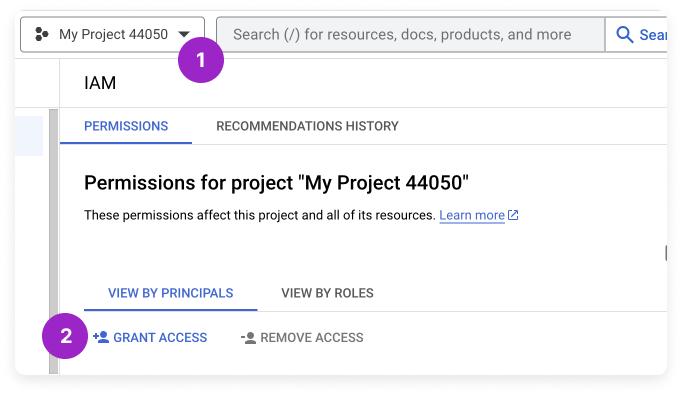 My Project 44050
Search (/) for resources, docs, products, and more
1
IAM
PERMISSIONS
RECOMMENDATIONS HISTORY
Permissions for project "My Project 44050"
These permissions affect this project and all of its resources. Learn more
VIEW BY PRINCIPALS
VIEW BY ROLES
2
GRANT ACCESS
REMOVE ACCESS